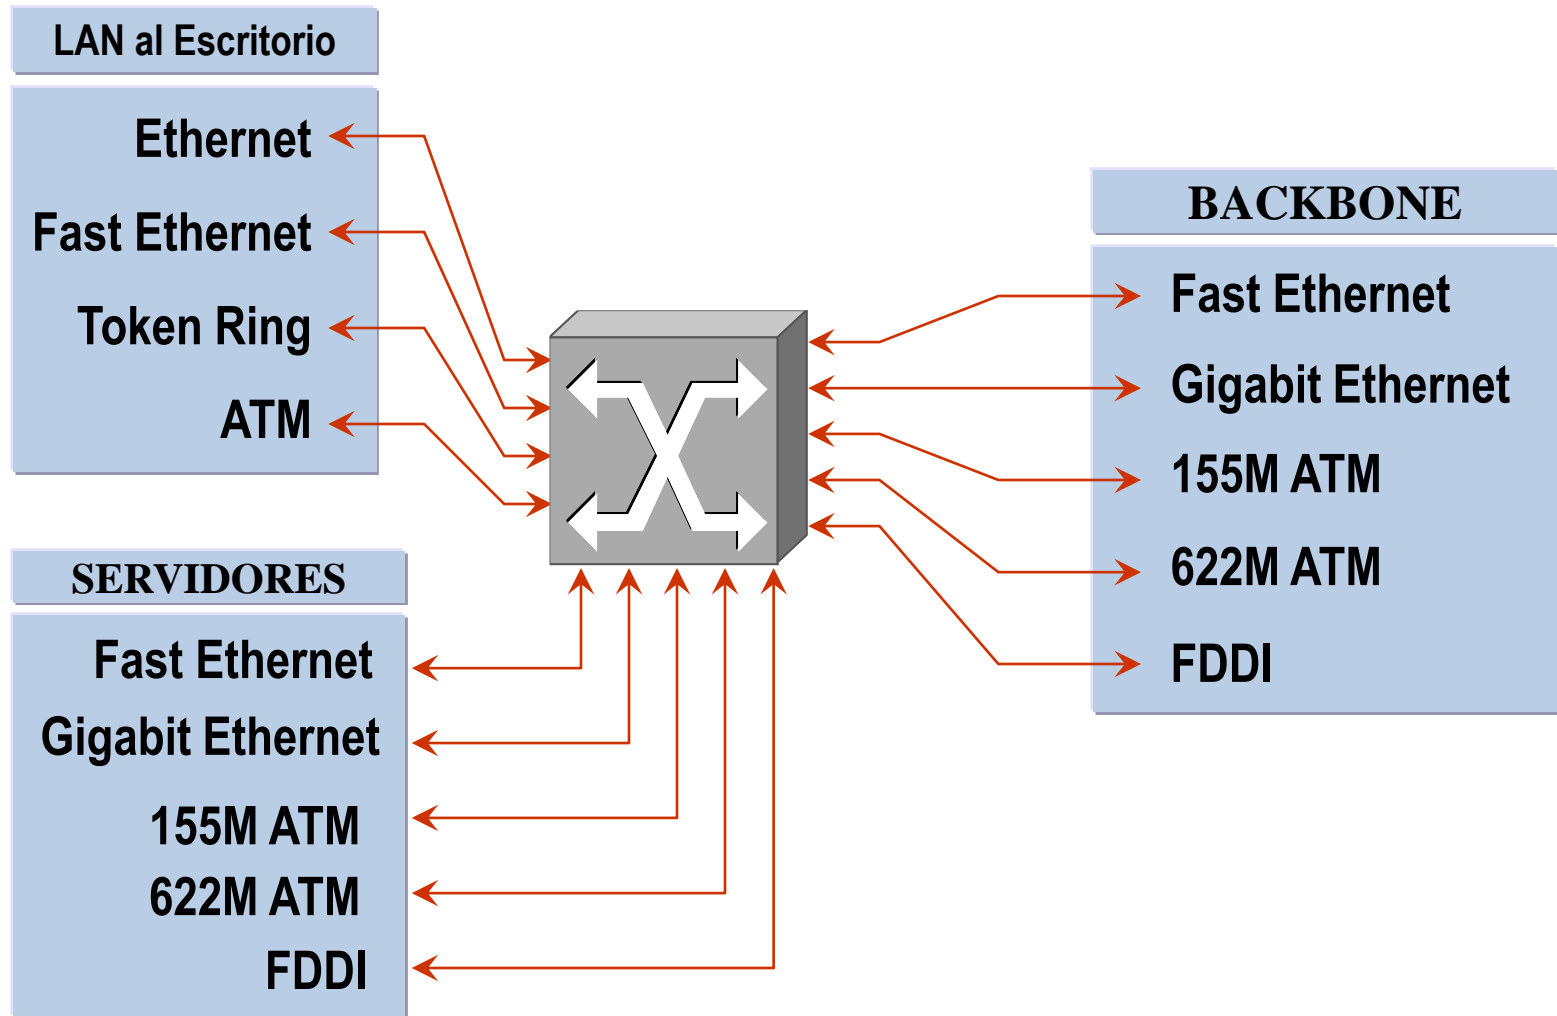 LAN al Escritorio
Ethernet
Fast Ethernet
Token Ring
ATM
SERVIDORES
Fast Ethernet
Gigabit Ethernet
155M ATM
622M ATM
FDDI
BACKBONE
Fast Ethernet
Gigabit Ethernet
155M ATM
622M ATM
FDDI